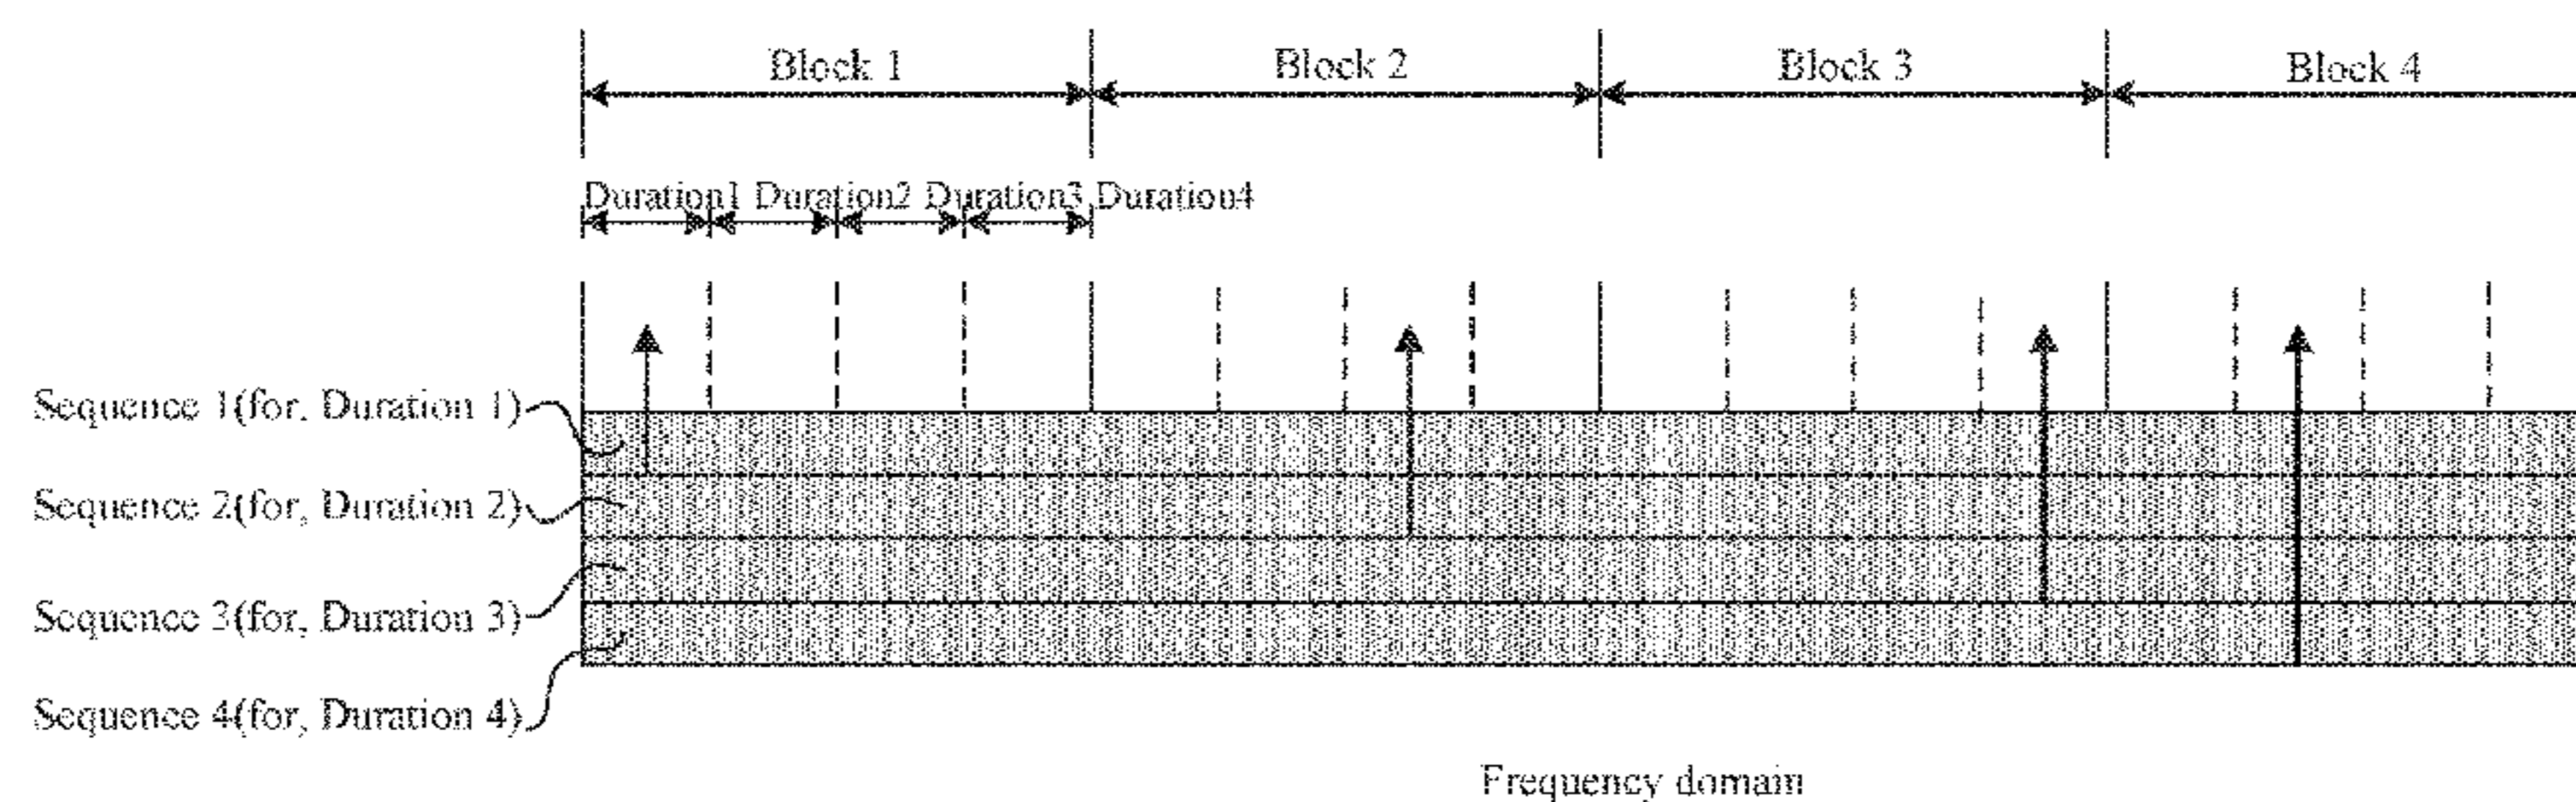 Block 1 Block 2 Block 3 Block 4
Duration1 Duration2 Duration3 Duration4
Sequence 1(for, Duration 1)
Sequence 2(for, Duration 2)
Sequence 3(for, Duration 3)
Sequence 4(for, Duration 4)
Frequency domain